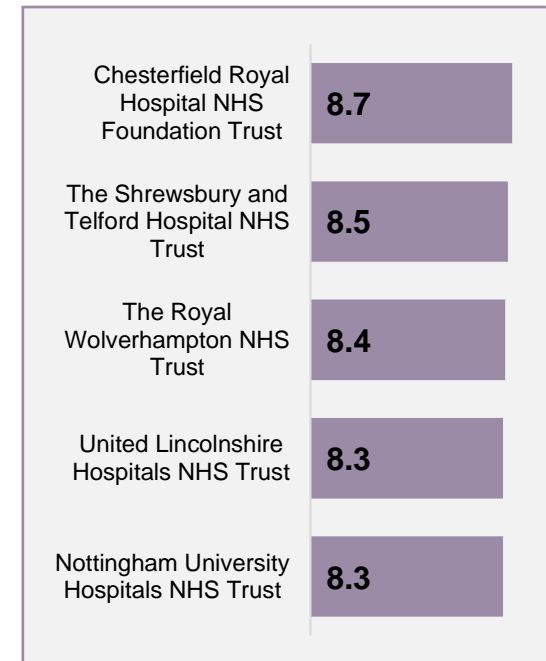 Chesterfield Royal
Hospital NHS
Foundation Trust
8.7
The Shrewsbury and
Telford Hospital NHS
Trust
8.5
The Royal
Wolverhampton NHS
Trust
8.4
United Lincolnshire
Hospitals NHS Trust
8.3
Nottingham University
Hospitals NHS Trust
8.3